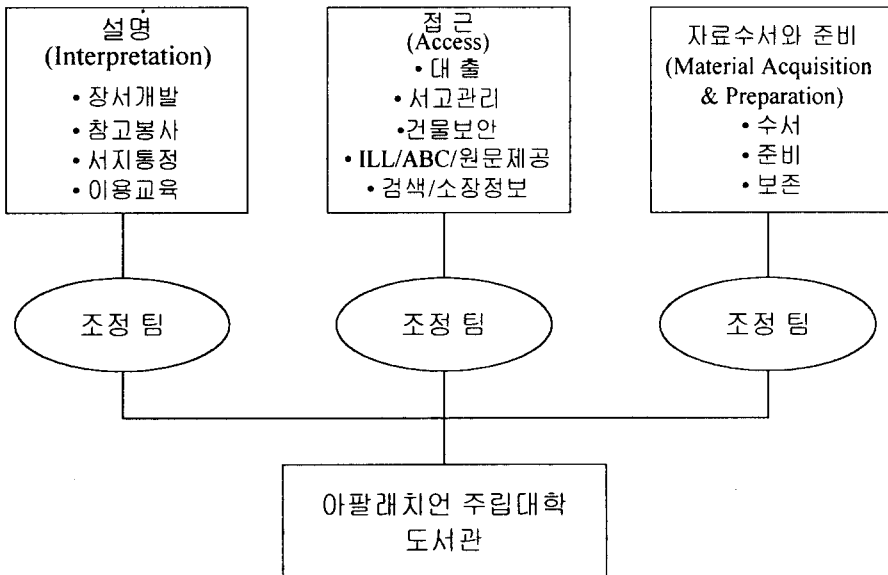 설명
(Interpretation)
• 장서개발
• 참고봉사
• 서지통정
• 이용교육
접 근
(Access)
• 대 출
• 서고관리
•건물보안
• ILL/ABC/원문제공
• 검색/소장정보
자료수서와 준비
(Material Acquisition
& Preparation)
• 수서
• 준비
• 보존
조정 팀
조정 팀
조정 팀
아팔래치언 주립대학
도서관